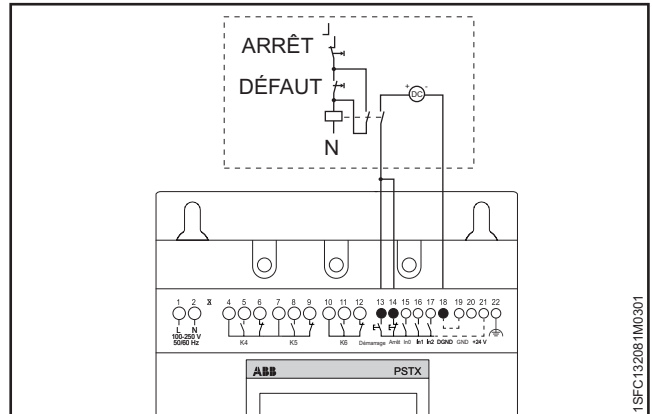 ARRÊT
DÉFAUT
+ DC -
N
1 2 4 5 6 7 8 9 10 11 12 13 14 15 16 17 18 19 20 21 22
L N
100-250 V
50/60 Hz
K4 K5 K6 Démarrage Arrêt In0 In1 In2 DGND GND +24 V
ABB PSTX
1SFC132081M0301